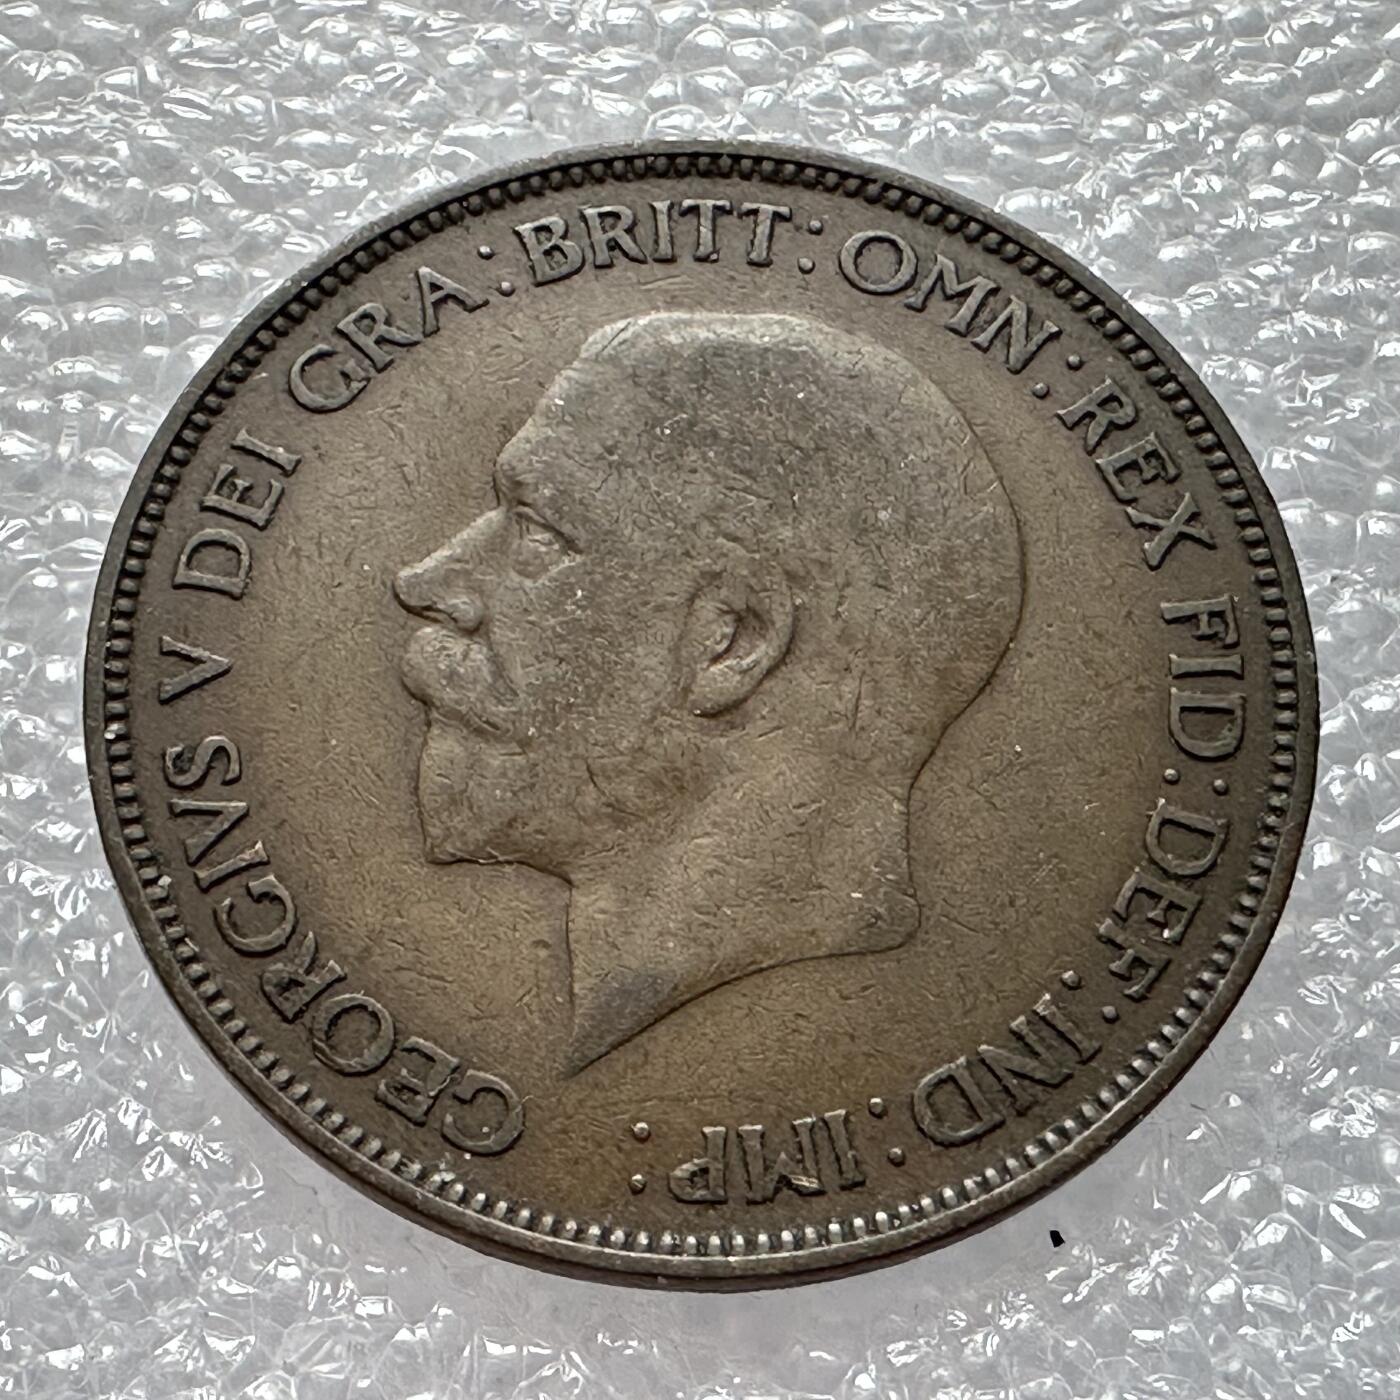 GEORGIVS V DEI GRA: BRITT: OMN: REX FID: DEF: IND: IMP: